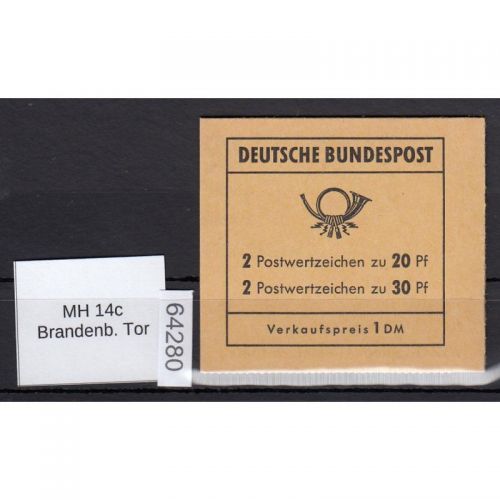 DEUTSCHE BUNDESPOST
2 Postwertzeichen zu 20 Pf
2 Postwertzeichen zu 30 Pf
Verkaufspreis 1 DM
MH 14c
Brandenb. Tor
64280